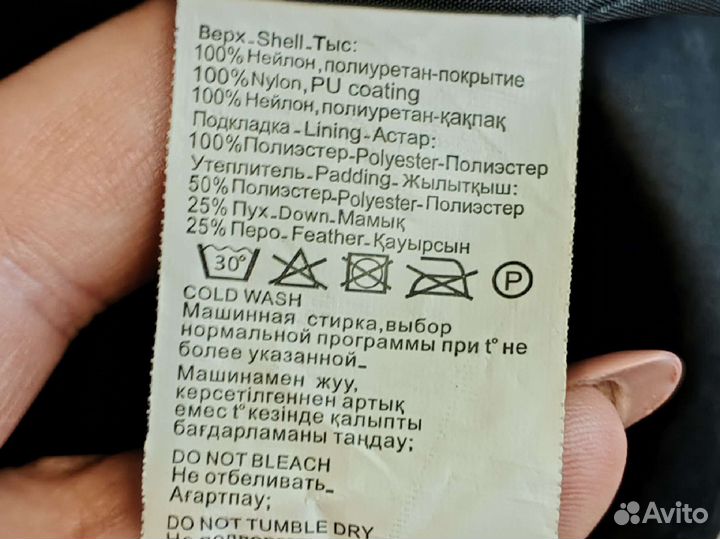 Верх-Shell-Тыс:
100% Нейлон, полиуретан-покрытие
100% Nylon, PU coating
100% Нейлон, полиуретан-қақпақ
Подкладка-Lining-Астар:
100%Полиэстер-Polyester-Полиэстер
Утеплитель-Padding-Жылытқыш:
50% Полиэстер-Polyester-Полиэстер
25% Пух-Down-Мамық
25% Перо-Feather-Қауырсын
30° P
COLD WASH
Машинная стирка, выбор
нормальной программы при t° не
более указанной-
Машинамен жуу,
керсетілгеннен артық
емес t° кезінде қалыпты
бағдарламаны таңдау;
DO NOT BLEACH
Не отбеливать-
Ағартпау;
DO NOT TUMBLE DRY
Avito